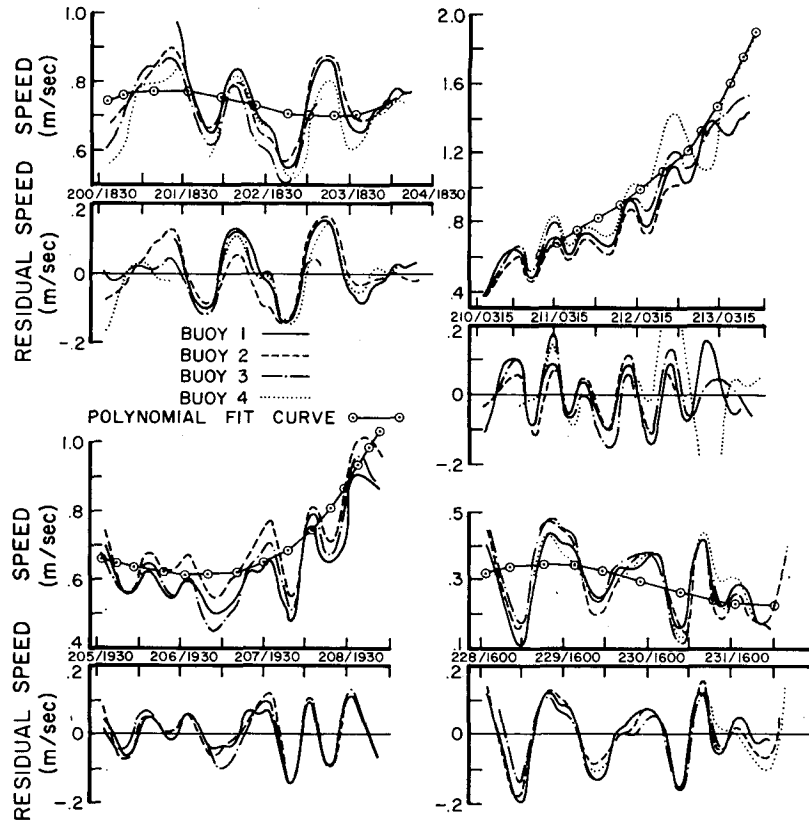 SPEED
(m/sec)
1.0
.8
.6
200/1830 201/1830 202/1830 203/1830 204/1830
RESIDUAL SPEED
(m/sec)
.2
0
-.2
BUOY 1
BUOY 2
BUOY 3
BUOY 4
POLYNOMIAL FIT CURVE
2.0
1.6
1.2
.8
.4
210/0315 211/0315 212/0315 213/0315
.2
0
-.2
SPEED
(m/sec)
1.0
.8
.6
.4
205/1930 206/1930 207/1930 208/1930
RESIDUAL SPEED
(m/sec)
.2
0
-.2
.5
.3
.1
228/1600 229/1600 230/1600 231/1600
.2
0
-.2